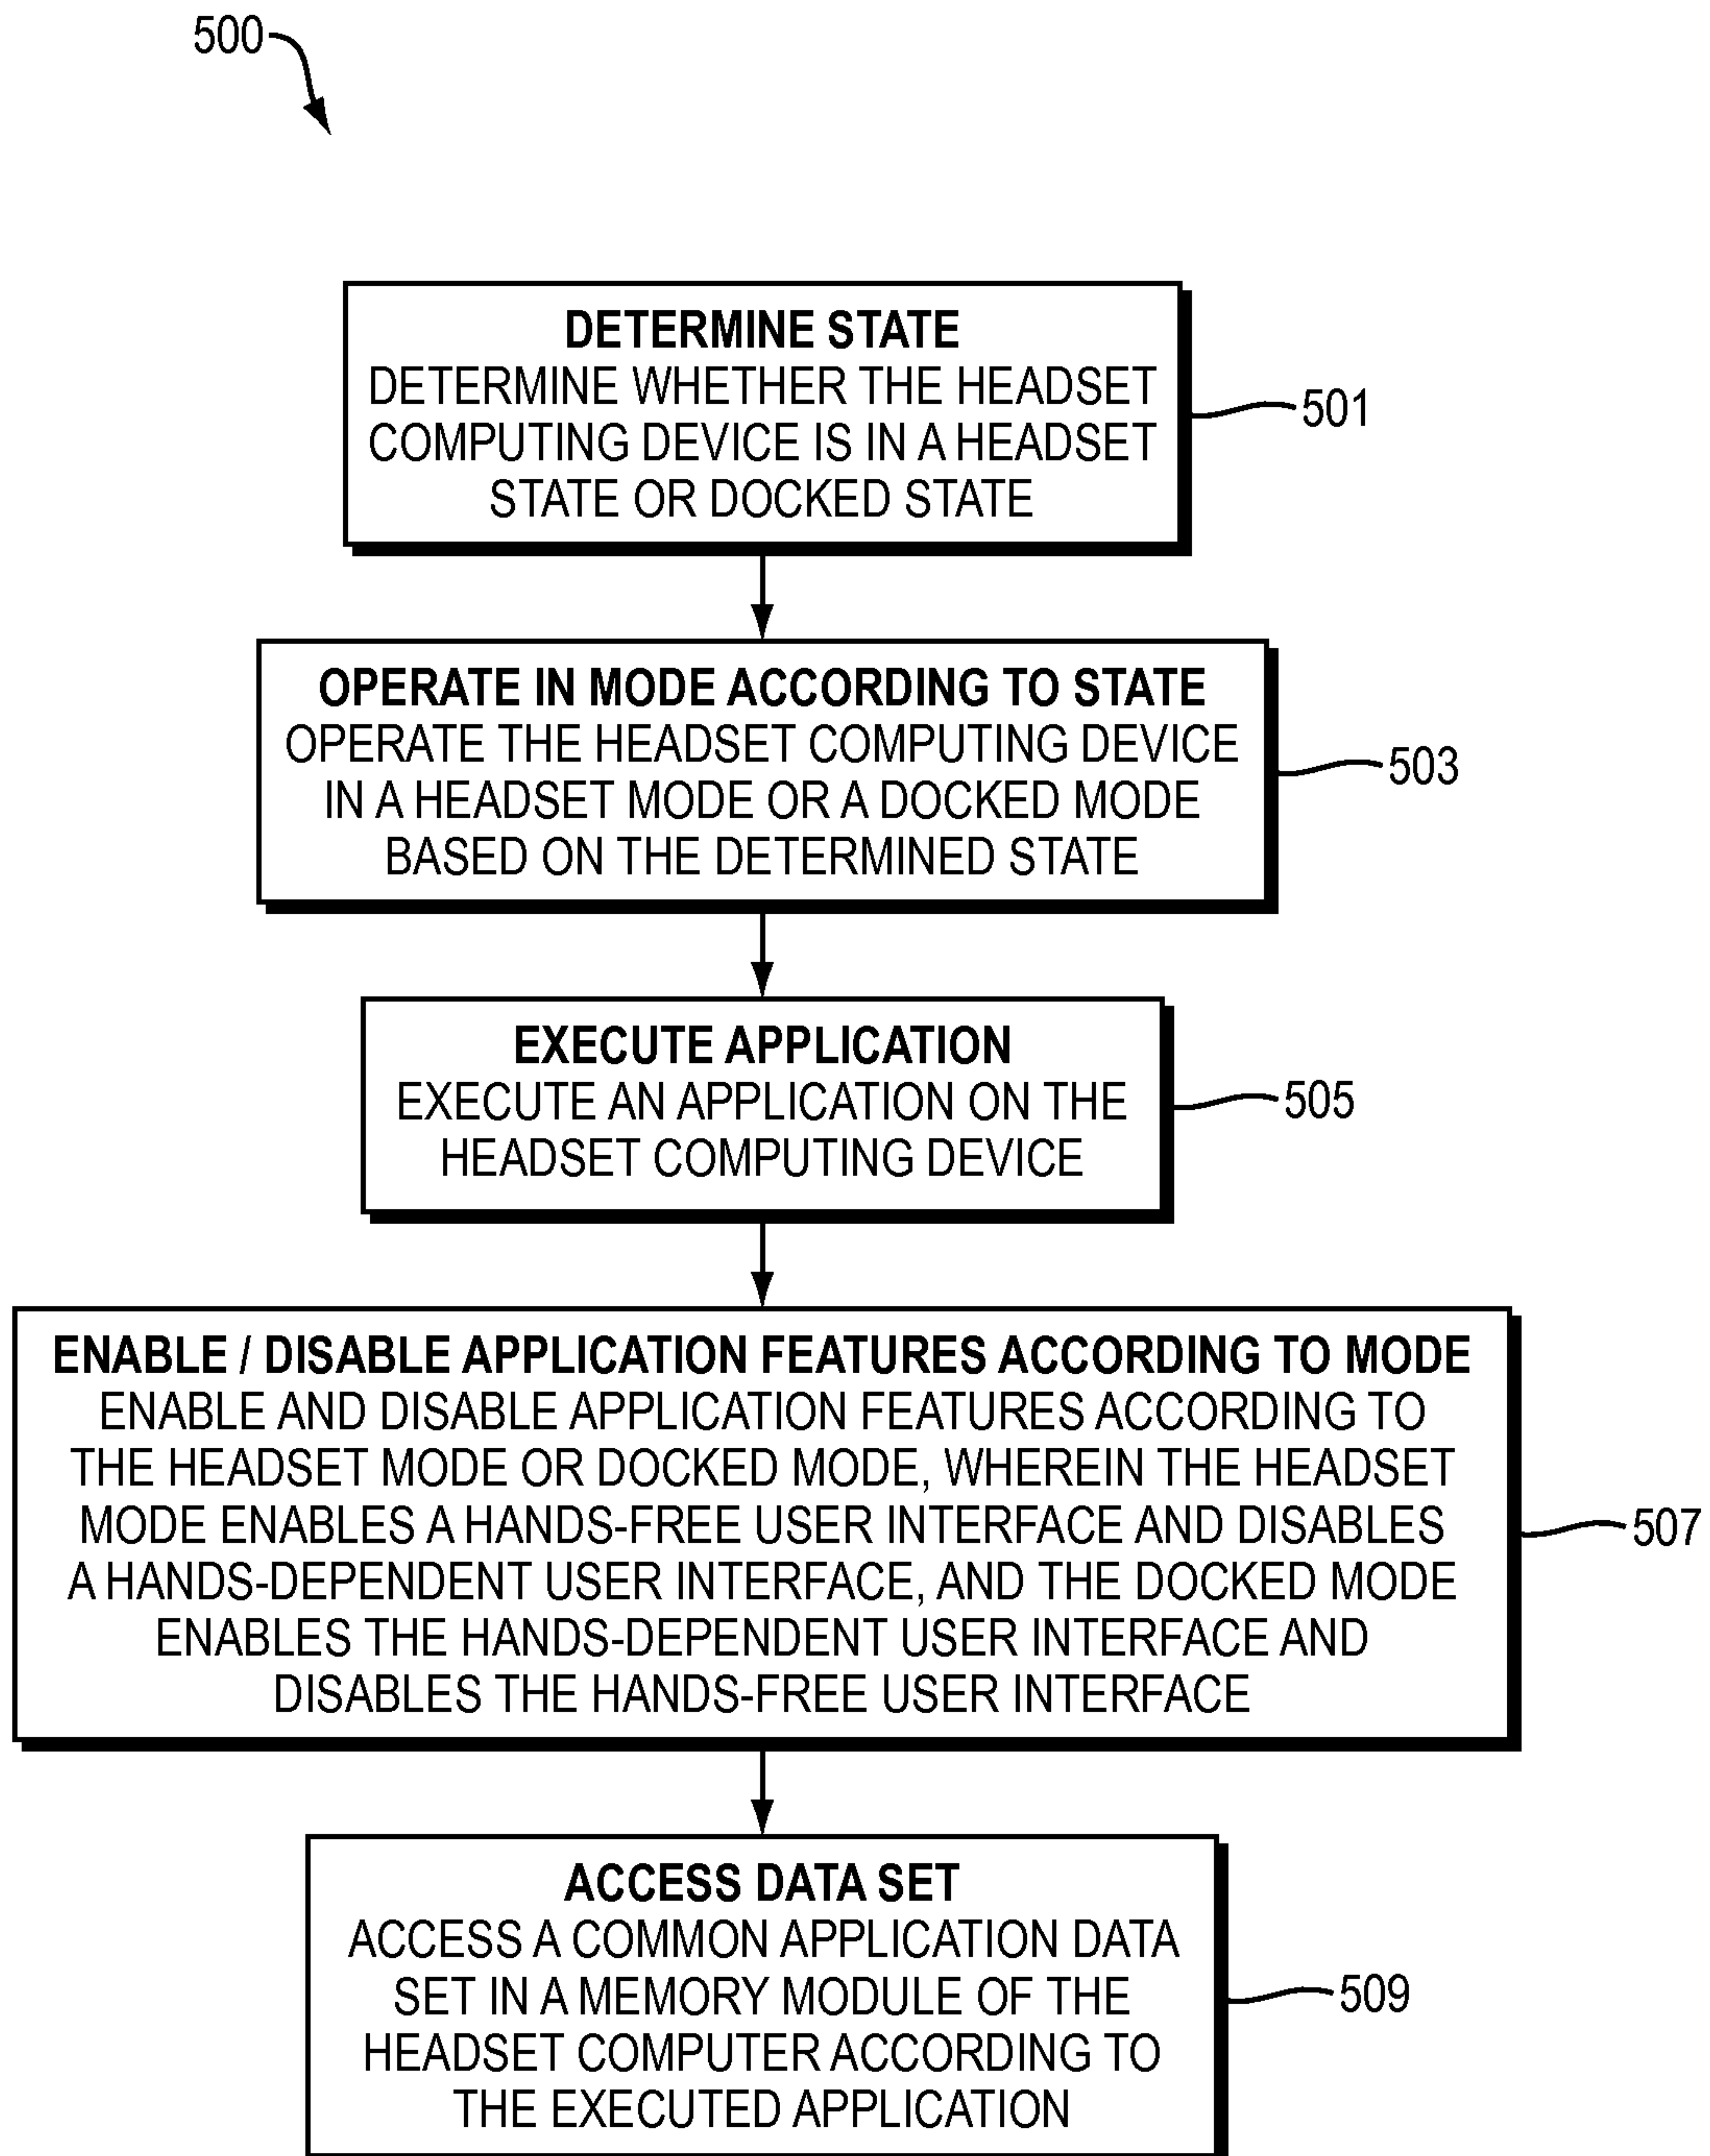 500
DETERMINE STATE
DETERMINE WHETHER THE HEADSET
COMPUTING DEVICE IS IN A HEADSET
STATE OR DOCKED STATE
501
OPERATE IN MODE ACCORDING TO STATE
OPERATE THE HEADSET COMPUTING DEVICE
IN A HEADSET MODE OR A DOCKED MODE
BASED ON THE DETERMINED STATE
503
EXECUTE APPLICATION
EXECUTE AN APPLICATION ON THE
HEADSET COMPUTING DEVICE
505
ENABLE / DISABLE APPLICATION FEATURES ACCORDING TO MODE
ENABLE AND DISABLE APPLICATION FEATURES ACCORDING TO
THE HEADSET MODE OR DOCKED MODE, WHEREIN THE HEADSET
MODE ENABLES A HANDS-FREE USER INTERFACE AND DISABLES
A HANDS-DEPENDENT USER INTERFACE, AND THE DOCKED MODE
ENABLES THE HANDS-DEPENDENT USER INTERFACE AND
DISABLES THE HANDS-FREE USER INTERFACE
507
ACCESS DATA SET
ACCESS A COMMON APPLICATION DATA
SET IN A MEMORY MODULE OF THE
HEADSET COMPUTER ACCORDING TO
THE EXECUTED APPLICATION
509